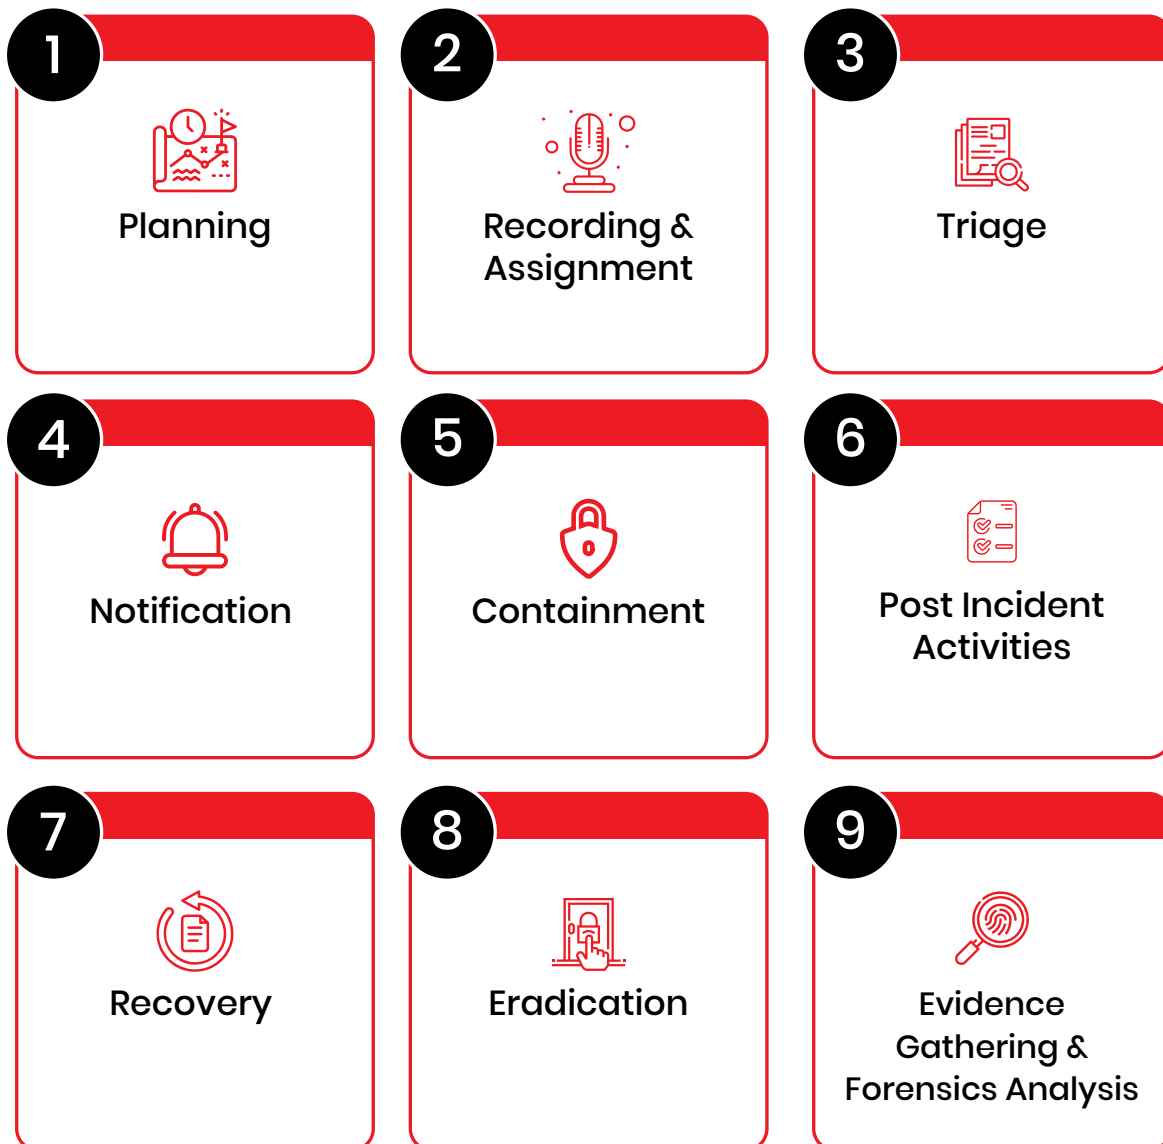 1
Planning
2
Recording &
Assignment
3
Triage
4
Notification
5
Containment
6
Post Incident
Activities
7
Recovery
8
Eradication
9
Evidence
Gathering &
Forensics Analysis